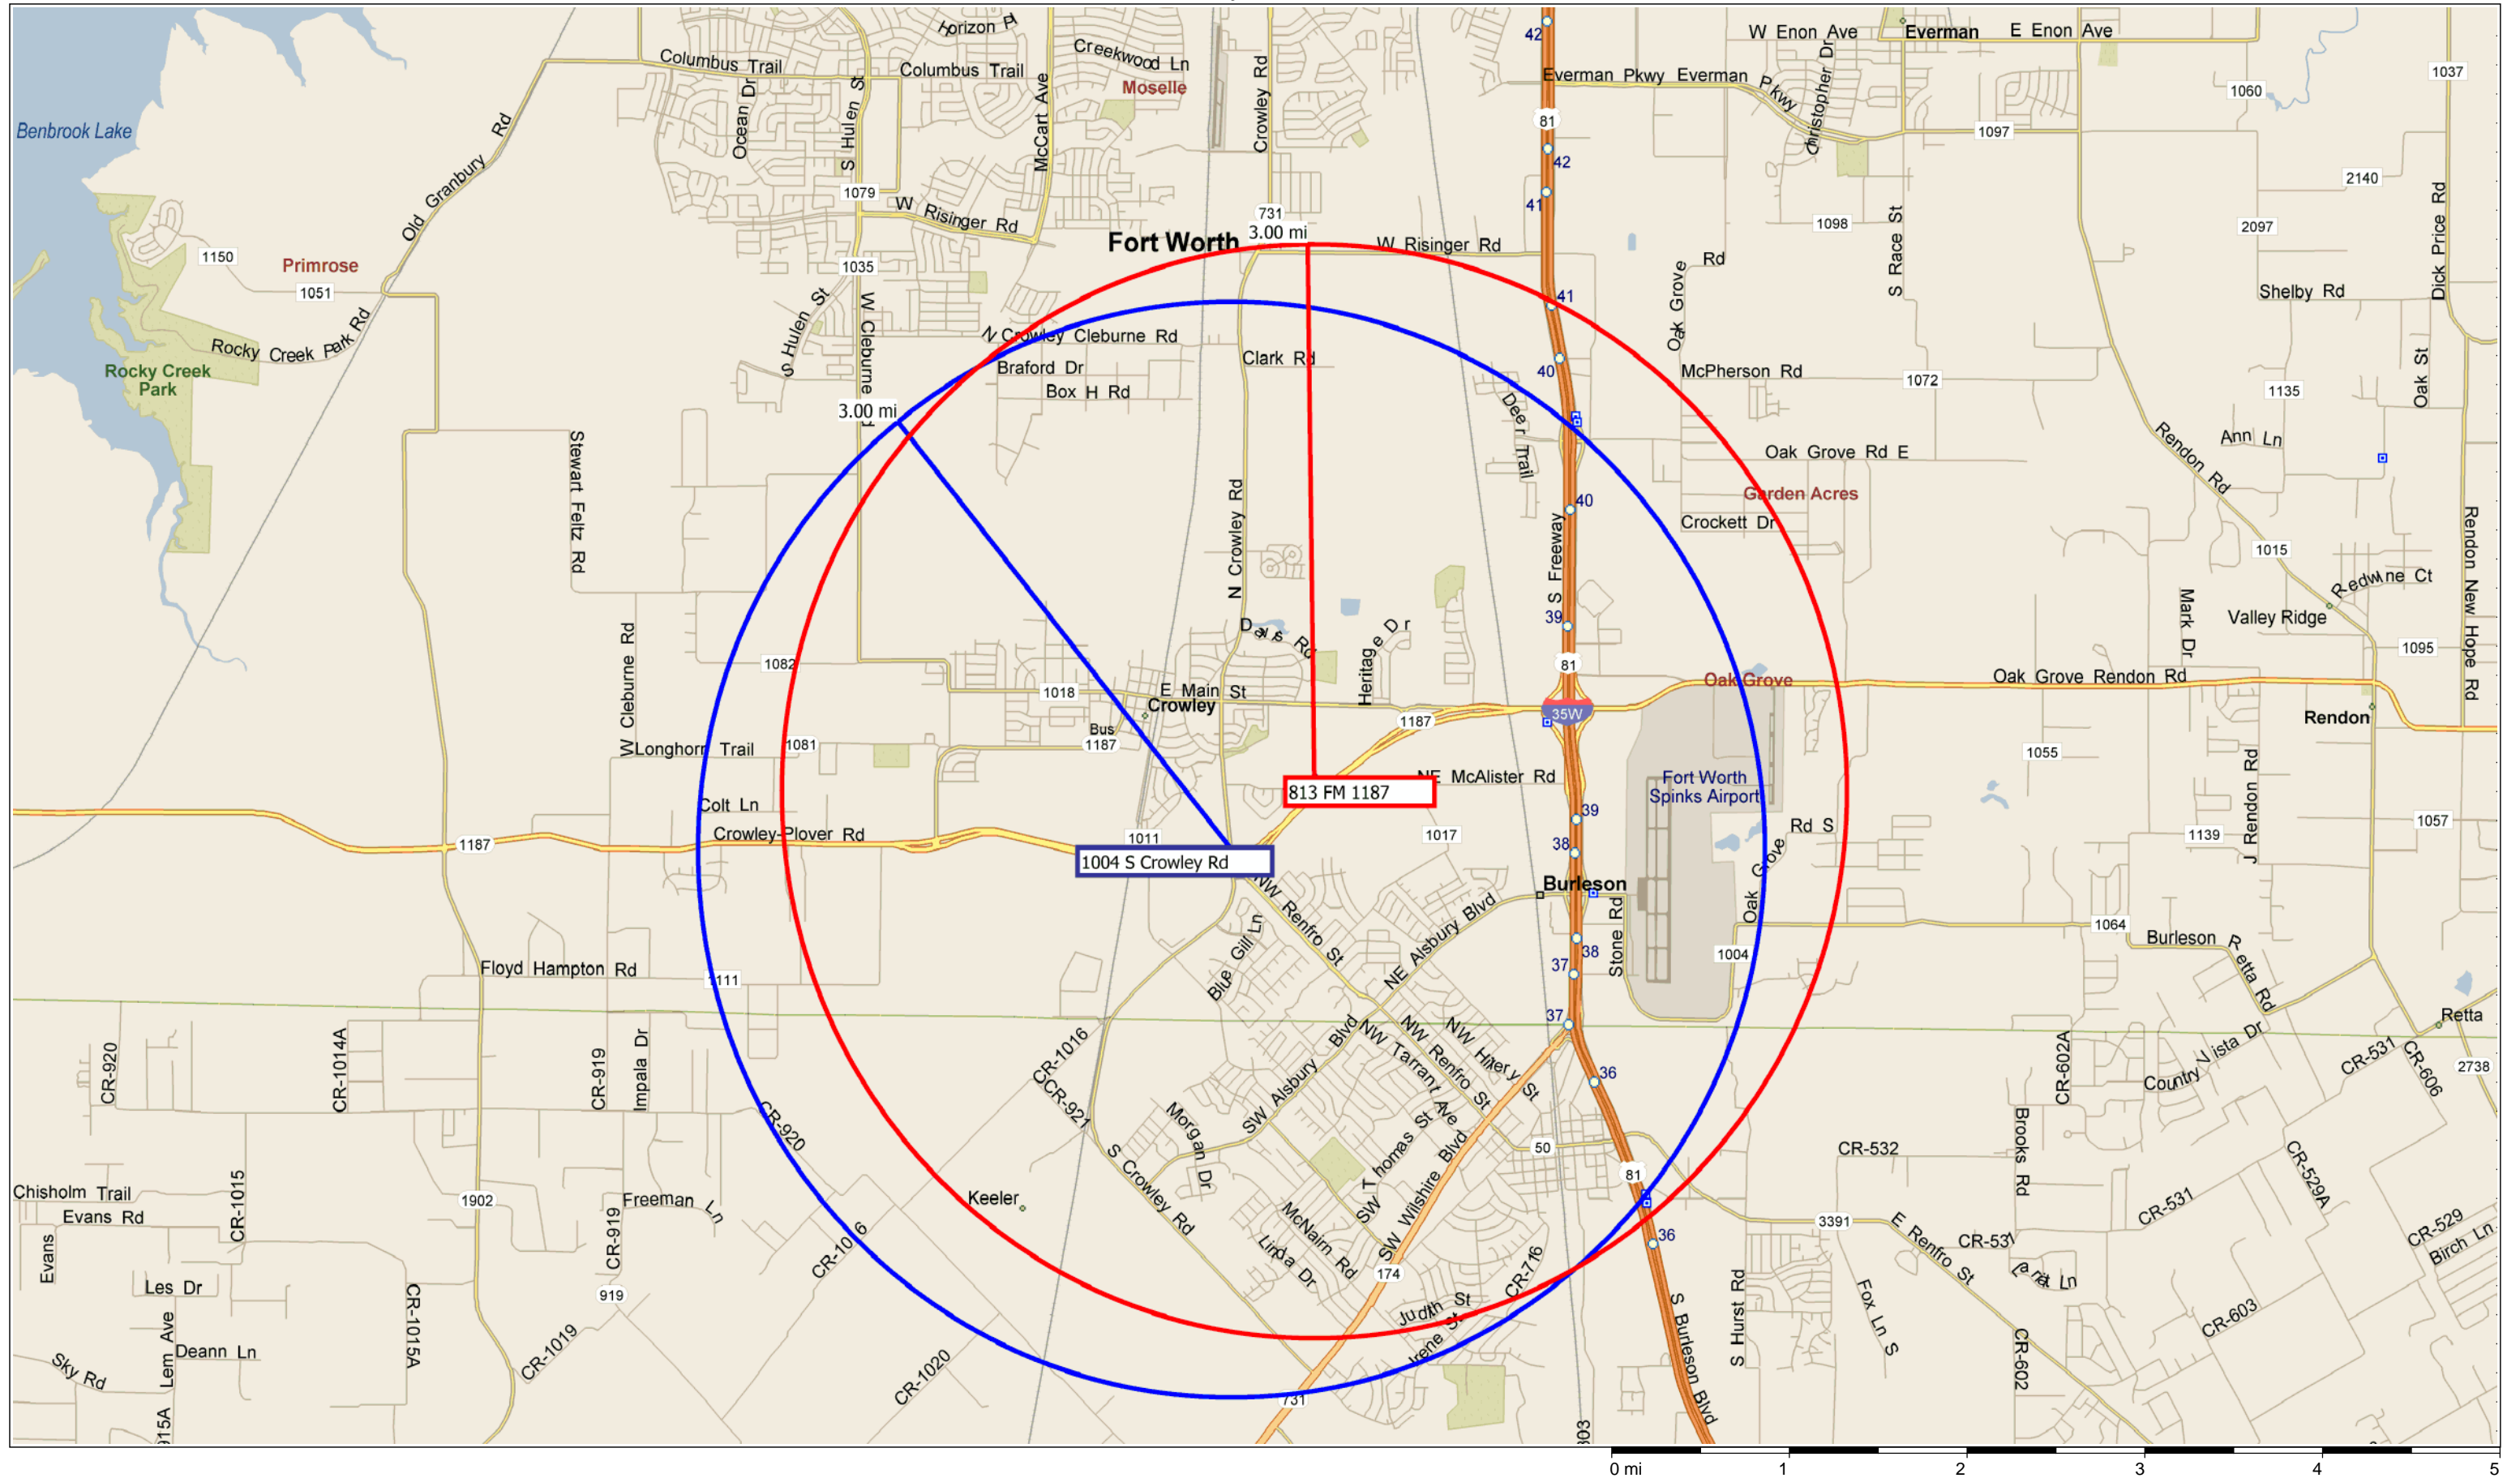 42
W Enon Ave
Everman
E Enon Ave
Horizon Pl
Creekwood Ln
Columbus Trail
Columbus Trail
Moselle
Everman Pkwy
Everman Pkwy
1037
1060
Benbrook Lake
Old Granbury Rd
Ocean Dr
S Hulen St
McCart Ave
Crowley Rd
81
Christopher Dr
1097
42
1079
41
2140
W Risinger Rd
731
3.00 mi
Fort Worth
W Risinger Rd
1098
S Race St
2097
Dick Price Rd
1150
Primrose
1051
1035
Oak Grove Rd
41
Shelby Rd
S Hulen St
W Cleburne Rd
N Crowley Cleburne Rd
Rocky Creek Park Rd
Rocky Creek
Park
Clark Rd
Braford Dr
Box H Rd
40
McPherson Rd
1072
1135
Oak St
3.00 mi
Deer Trail
Stewart Feltz Rd
Oak Grove Rd E
Rendon Rd
Ann Ln
Garden Acres
40
N Crowley Rd
S Freeway
Crockett Dr
Rendon New Hope Rd
1015
Redwine Ct
Mark Dr
Valley Ridge
39
W Cleburne Rd
Heritage Dr
1095
1082
81
Oak Grove
Oak Grove Rendon Rd
1018
E Main St
Crowley
35W
1187
Rendon
Bus
1187
Longhorn Trail
1081
1055
J Rendon Rd
NE McAlister Rd
Fort Worth
Spinks Airport
813 FM 1187
Colt Ln
39
Crowley-Plover Rd
1011
1017
Rd S
1139
1057
1187
38
1004 S Crowley Rd
Oak Grove
Burleson
NW Renfro St
NE Alsbury Blvd
Stone Rd
Blue Gill Ln
1064
Burleson Retta Rd
38
1004
37
Floyd Hampton Rd
1111
37
Retta
CR-920
CR-1014A
CR-919
Impala Dr
CR-1016
CR-921
SW Alsbury Blvd
NW Tarrant Ave
NW Renfro St
NW Hillery St
36
CR-602A
Country Vista Dr
CR-531
CR-606
2738
CR-920
Morgan Dr
SW Thomas St
SW Wilshire Blvd
50
CR-532
Brooks Rd
CR-529A
81
Chisholm Trail
CR-1015
1902
Freeman Ln
Keeler
S Crowley Rd
Evans Rd
CR-919
CR-1016
McNairn Rd
Linda Dr
3391
E Renfro St
CR-531
CR-531
CR-529
Birch Ln
36
Evans
174
CR-716
Les Dr
919
CR-1015A
Judith St
Irene St
S Hurst Rd
Fox Ln S
CR-603
S Burleson Blvd
CR-602
Lem Ave
Deann Ln
Sky Rd
CR-1019
CR-1020
731
0 mi
1
2
3
4
5